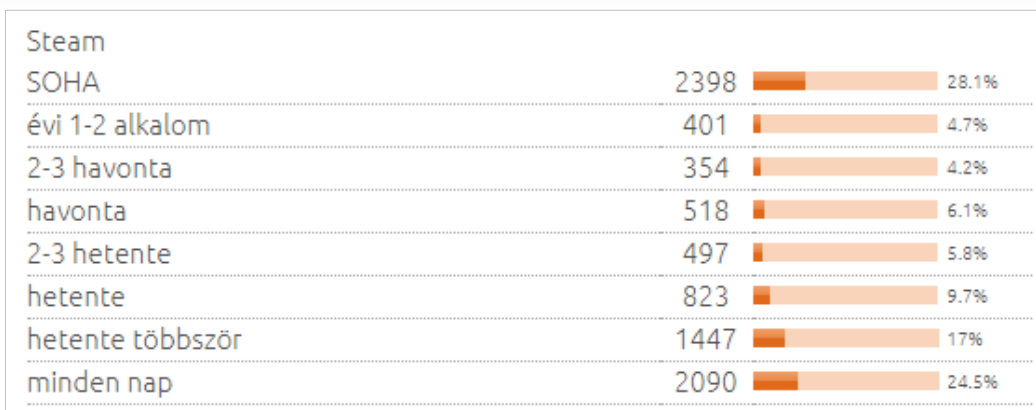 Steam
SOHA 2398 28.1%
évi 1-2 alkalom 401 4.7%
2-3 havonta 354 4.2%
havonta 518 6.1%
2-3 hetente 497 5.8%
hetente 823 9.7%
hetente többször 1447 17%
minden nap 2090 24.5%